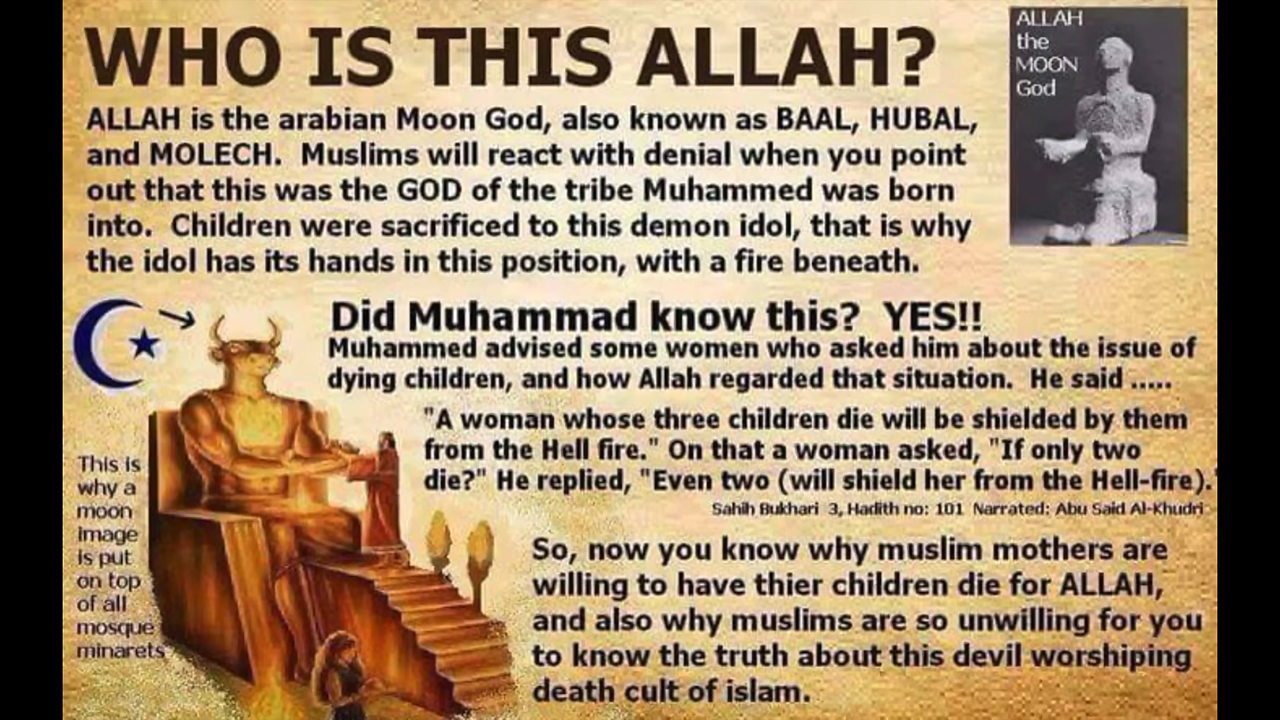 WHO IS THIS ALLAH?
ALLAH
the
MOON
God
ALLAH is the arabian Moon God, also known as BAAL, HUBAL,
and MOLECH. Muslims will react with denial when you point
out that this was the GOD of the tribe Muhammed was born
into. Children were sacrificed to this demon idol, that is why
the idol has its hands in this position, with a fire beneath.
Did Muhammad know this? YES!!
Muhammed advised some women who asked him about the issue of
dying children, and how Allah regarded that situation. He said .....
"A woman whose three children die will be shielded by them
from the Hell fire." On that a woman asked, "If only two
die?" He replied, "Even two (will shield her from the Hell-fire)."
Sahih Bukhari 3, Hadith no: 101 Narrated: Abu Said Al-Khudri
This is
why a
moon
image
is put
on top
of all
mosque
minarets
So, now you know why muslim mothers are
willing to have thier children die for ALLAH,
and also why muslims are so unwilling for you
to know the truth about this devil worshiping
death cult of islam.